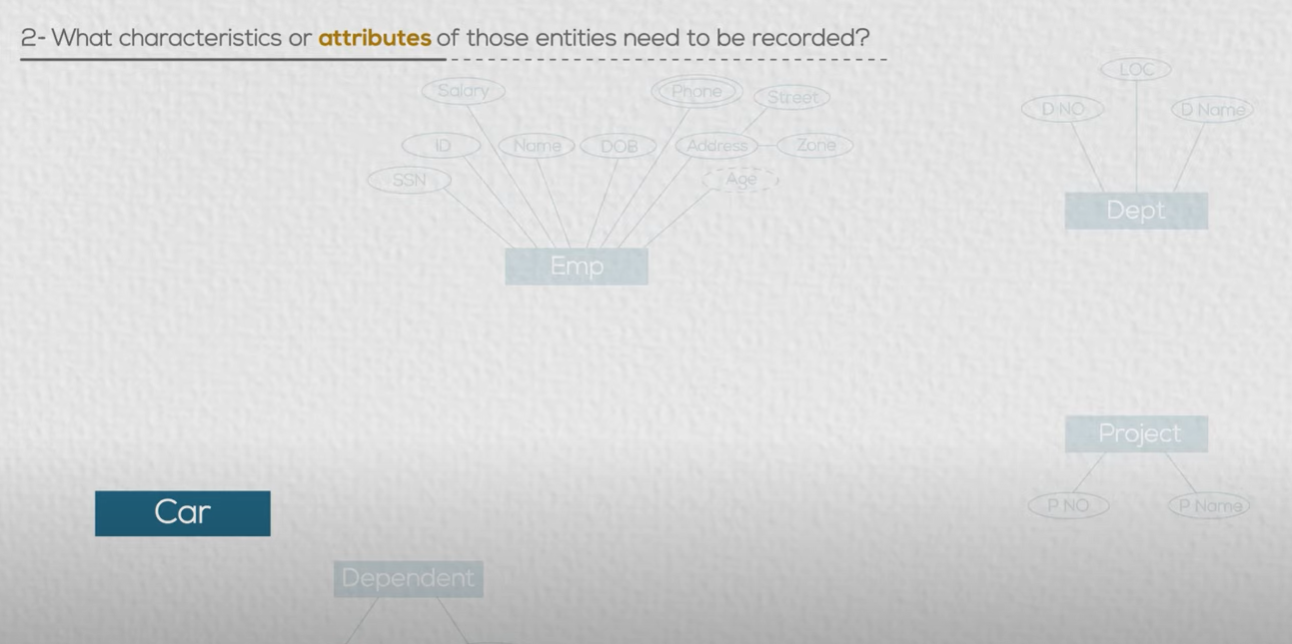 2- What characteristics or attributes of those entities need to be recorded?
LOC
Salary
Phone
Street
D NO
D Name
ID
Name
DOB
Address
Zone
SSN
Age
Dept
Emp
Project
P NO
P Name
Car
Dependent